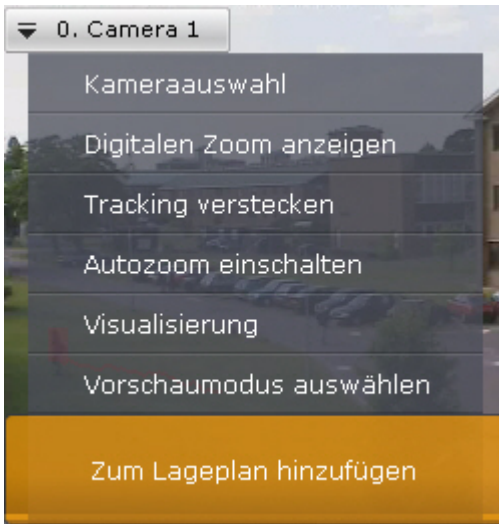 0. Camera 1
Kameraauswahl
Digitalen Zoom anzeigen
Tracking verstecken
Autozoom einschalten
Visualisierung
Vorschaumodus auswählen
Zum Lageplan hinzufügen